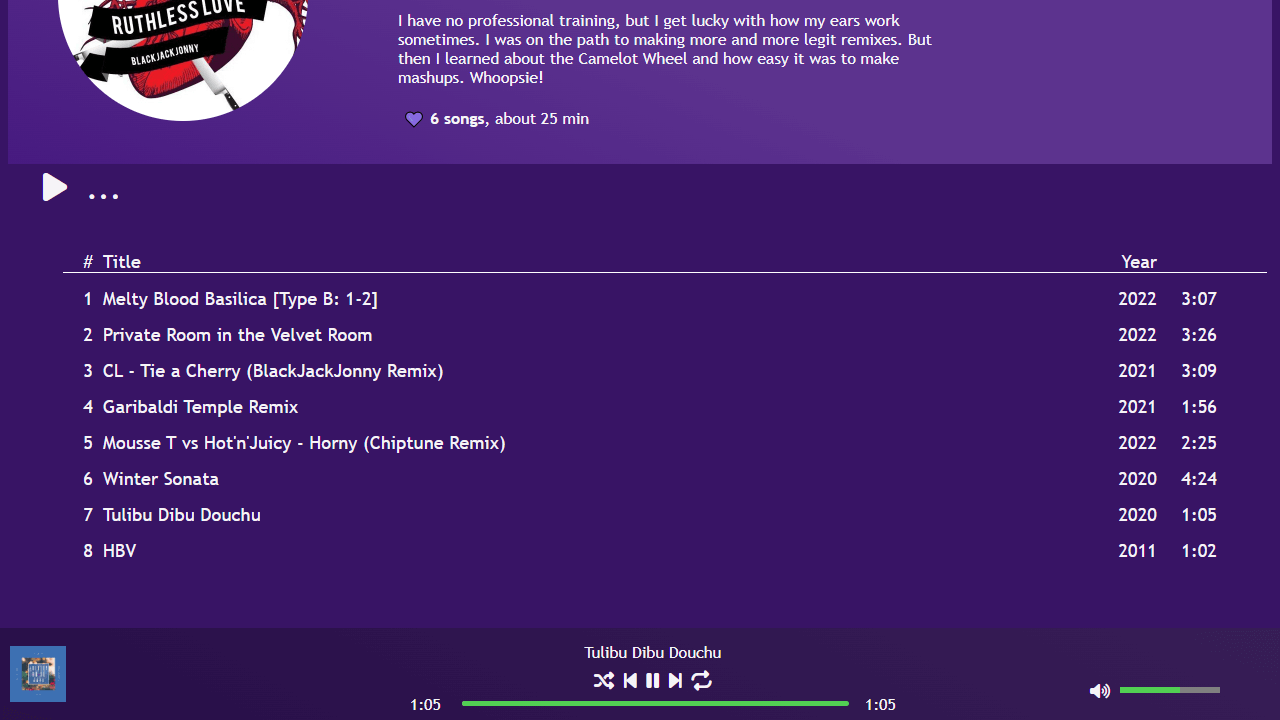 RUTHLESS LOVE
BLACKJACKJONNY
I have no professional training, but I get lucky with how my ears work
sometimes. I was on the path to making more and more legit remixes. But
then I learned about the Camelot Wheel and how easy it was to make
mashups. Whoopsie!
6 songs, about 25 min
...
# Title Year
1 Melty Blood Basilica [Type B: 1-2] 2022 3:07
2 Private Room in the Velvet Room 2022 3:26
3 CL - Tie a Cherry (BlackJackJonny Remix) 2021 3:09
4 Garibaldi Temple Remix 2021 1:56
5 Mousse T vs Hot'n'Juicy - Horny (Chiptune Remix) 2022 2:25
6 Winter Sonata 2020 4:24
7 Tulibu Dibu Douchu 2020 1:05
8 HBV 2011 1:02
Tulibu Dibu Douchu
1:05 1:05